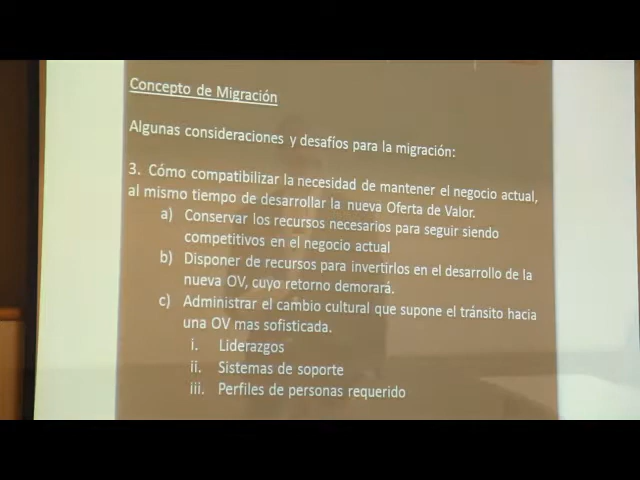 Concepto de Migración
Algunas consideraciones y desafíos para la migración:
3. Cómo compatibilizar la necesidad de mantener el negocio actual,
al mismo tiempo de desarrollar la nueva Oferta de Valor.
a) Conservar los recursos necesarios para seguir siendo
competitivos en el negocio actual
b) Disponer de recursos para invertirlos en el desarrollo de la
nueva OV, cuyo retorno demorará.
c) Administrar el cambio cultural que supone el tránsito hacia
una OV mas sofisticada.
i. Liderazgos
ii. Sistemas de soporte
iii. Perfiles de personas requerido